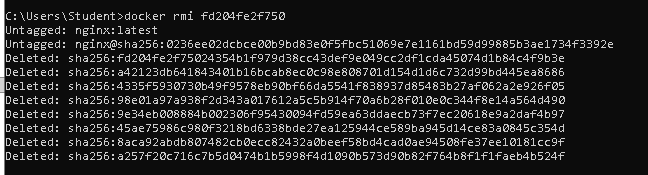 C:\Users\Student>docker rmi fd204fe2f750
Untagged: nginx:latest
Untagged: nginx@sha256:0236ee02dcbce00b9bd83e0f5fbc51069e7e1161bd59d99885b3ae1734f3392e
Deleted: sha256:fd204fe2f75024354b1f979d38cc43def9e049cc2df1cda45074d1b84c4f9b3e
Deleted: sha256:a42123db641843401b16bcab8ec0c98e808701d154d1d6c732d99bd445ea8686
Deleted: sha256:4335f5930730b49f9578eb90bf66da5541f838937d85483b27af062a2e926f05
Deleted: sha256:98e01a97a938f2d343a017612a5c5b914f70a6b28f010e0c344f8e14a564d490
Deleted: sha256:9e34eb008884b002306f95430094fd59ea63ddaecb73f7ec20618e9a2daf4b97
Deleted: sha256:45ae75986c980f3218bd6338bde27ea125944ce589ba945d14ce83a0845c354d
Deleted: sha256:8aca92abdb807482cb0ecc82432a0beef58bd4cad0ae94508fe37ee10181cc9f
Deleted: sha256:a257f20c716c7b5d0474b1b5998f4d1090b573d90b82f764b8f1f1faeb4b524f